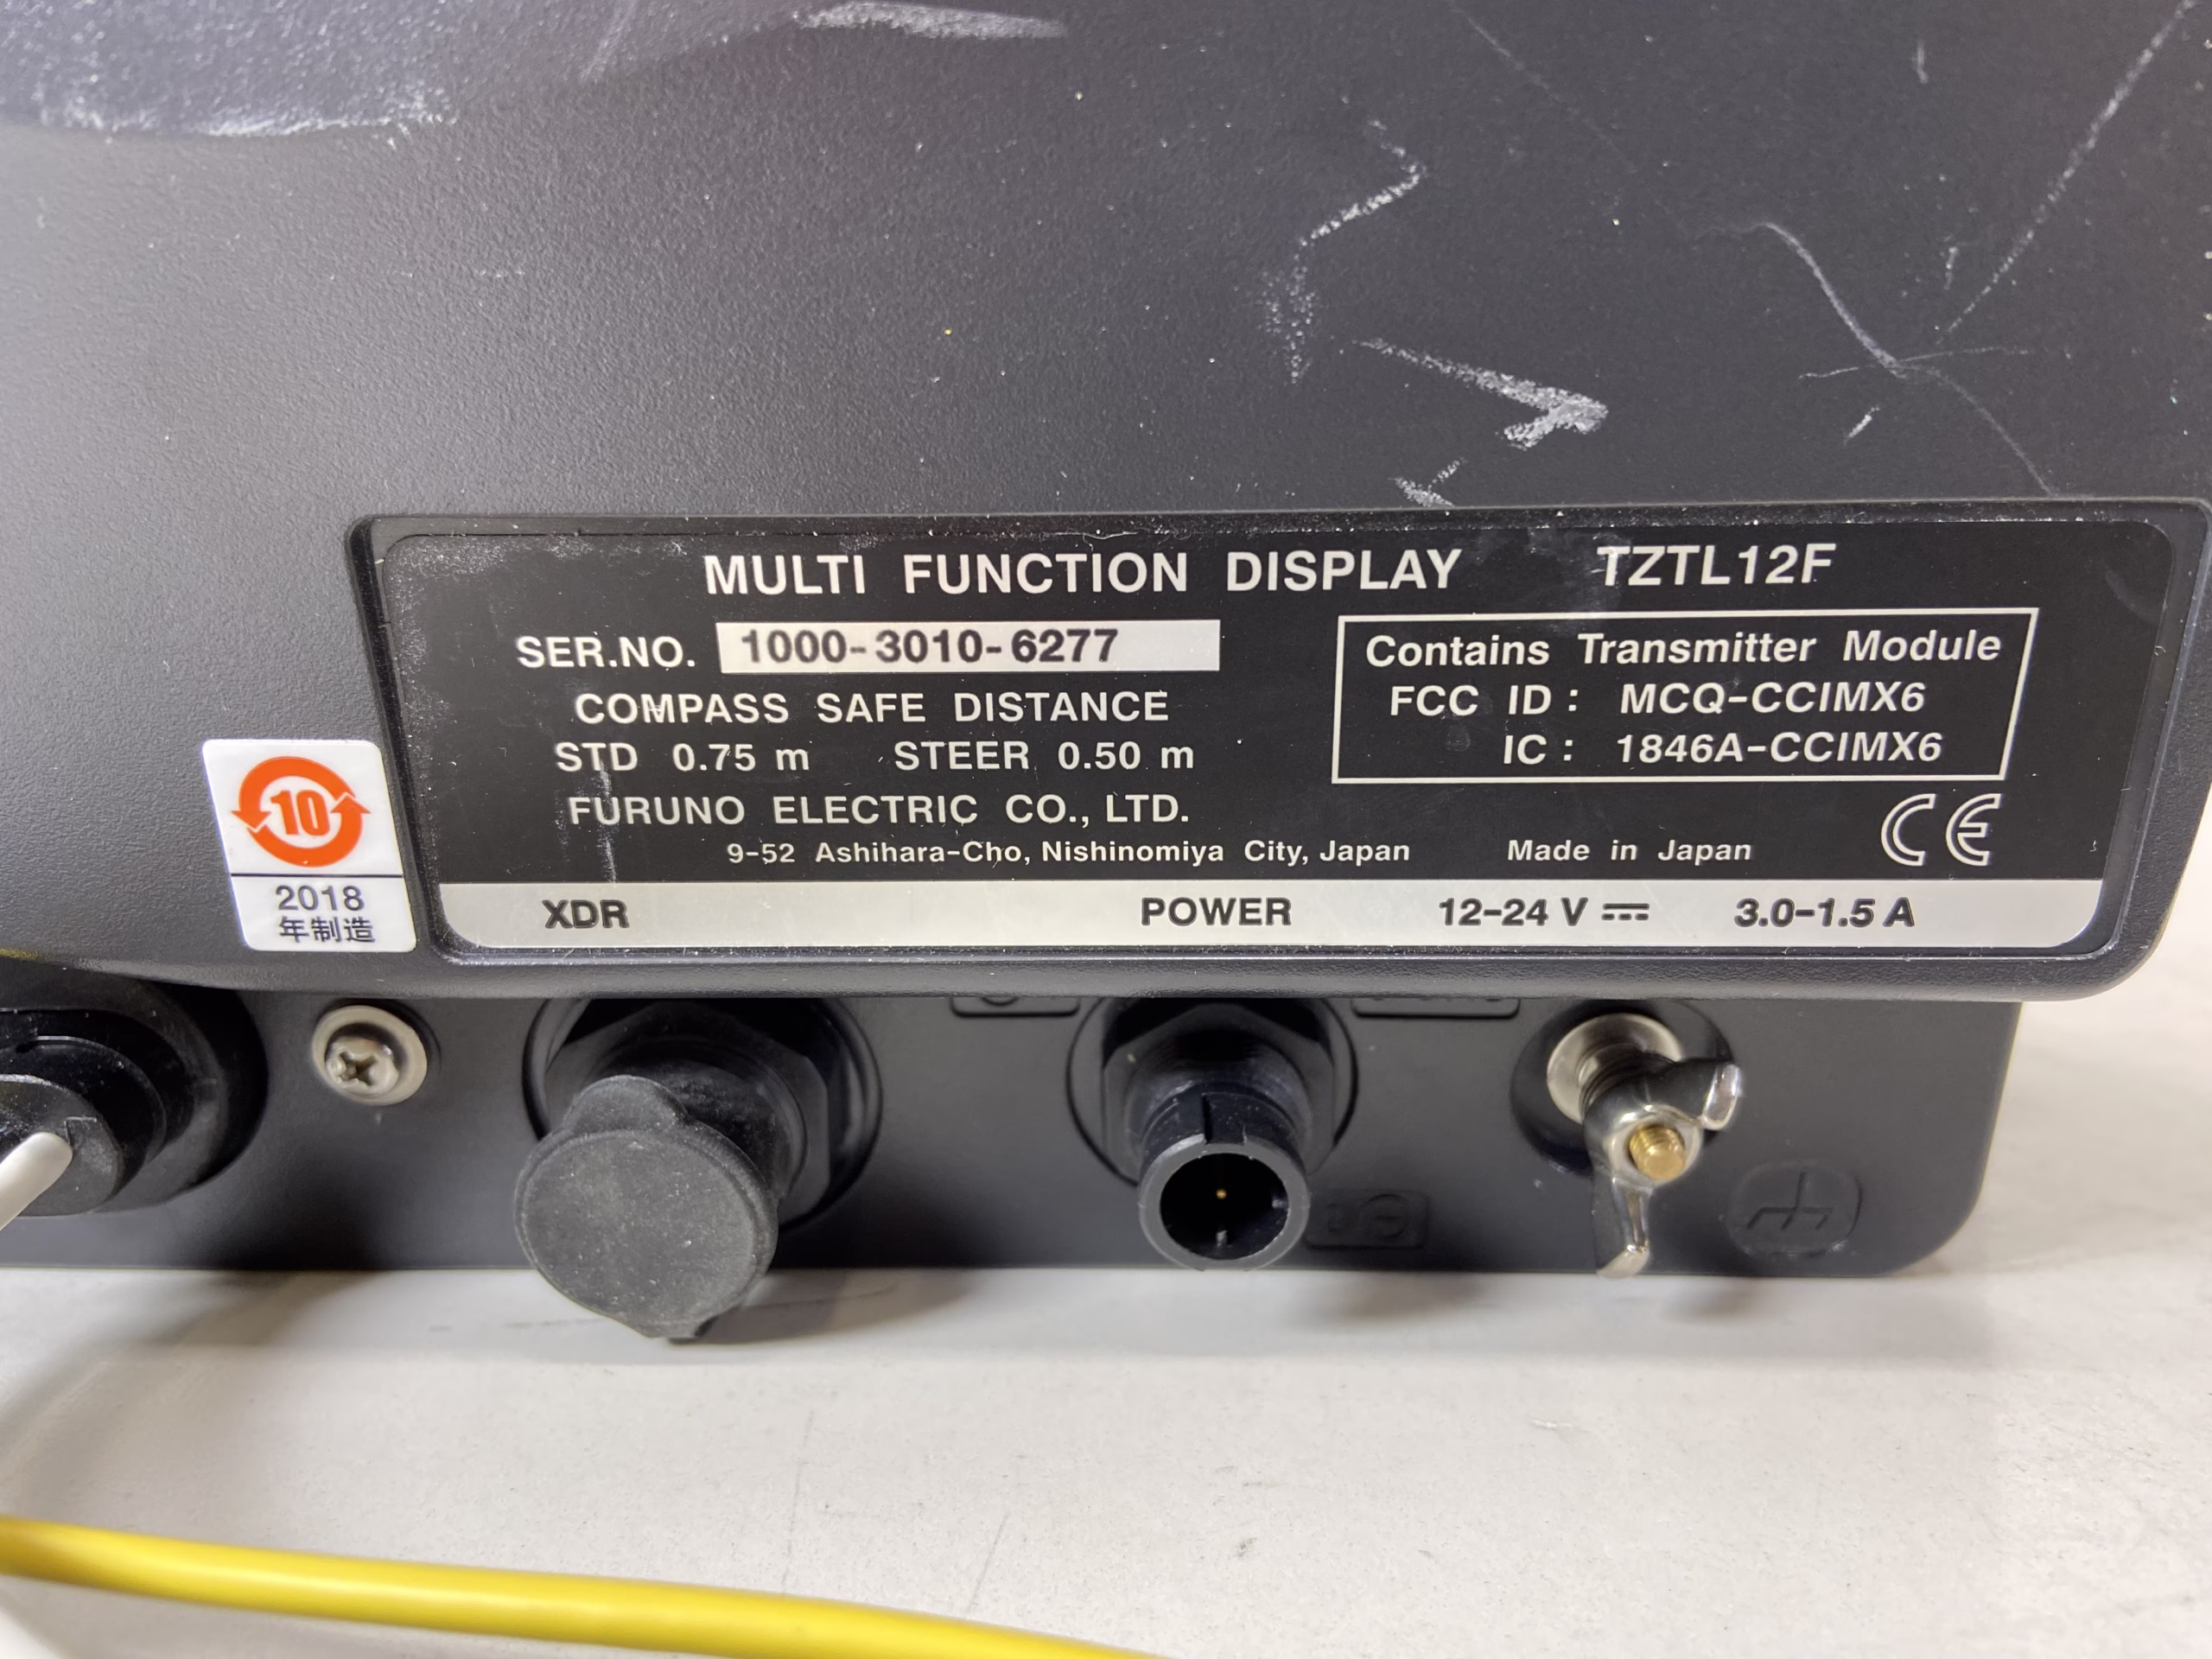 MULTI FUNCTION DISPLAY TZTL12F
SER.NO. 1000-3010-6277
COMPASS SAFE DISTANCE
STD 0.75 m STEER 0.50 m
FURUNO ELECTRIC CO., LTD.
9-52 Ashihara-Cho, Nishinomiya City, Japan Made in Japan
Contains Transmitter Module
FCC ID : MCQ-CCIMX6
IC : 1846A-CCIMX6
CE
XDR POWER 12-24 V 3.0-1.5 A
10
2018
年制造